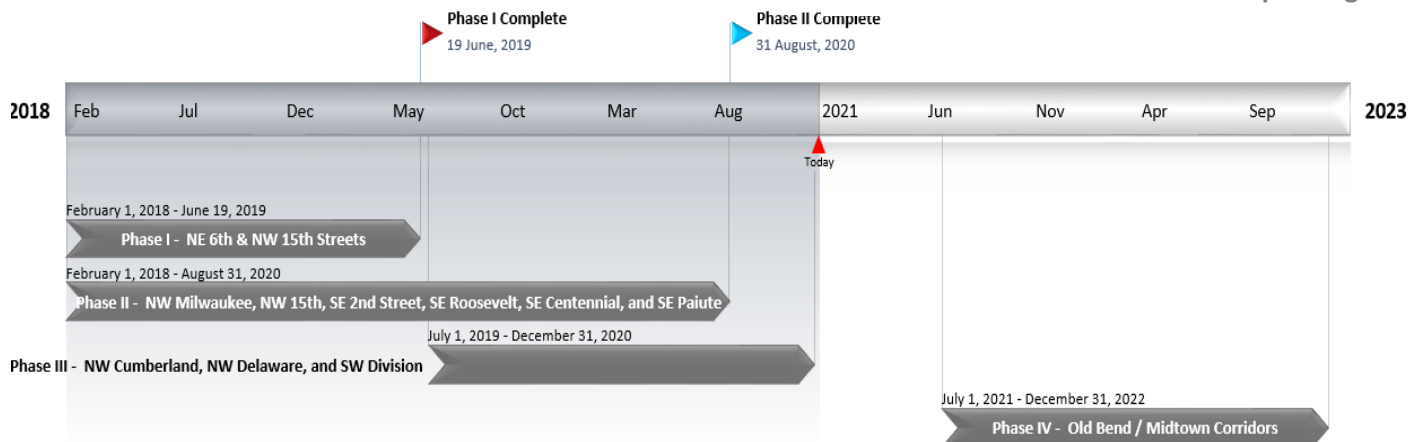 Phase I Complete
19 June, 2019
Phase II Complete
31 August, 2020
2018 Feb Jul Dec May Oct Mar Aug 2021 Jun Nov Apr Sep 2023
Today
February 1, 2018 - June 19, 2019
Phase I - NE 6th & NW 15th Streets
February 1, 2018 - August 31, 2020
Phase II - NW Milwaukee, NW 15th, SE 2nd Street, SE Roosevelt, SE Centennial, and SE Paiute
July 1, 2019 - December 31, 2020
Phase III - NW Cumberland, NW Delaware, and SW Division
July 1, 2021 - December 31, 2022
Phase IV - Old Bend / Midtown Corridors